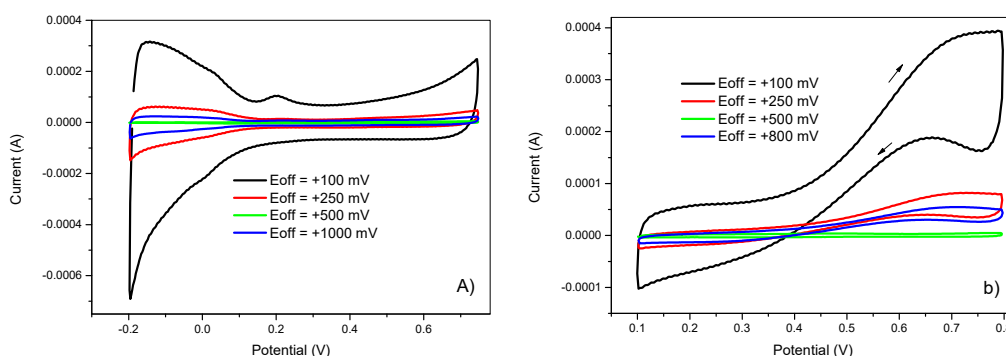 0.0004
0.0002
0.0000
-0.0002
-0.0004
-0.0006
Current (A)
-0.2
0.0
0.2
0.4
0.6
Potential (V)
Eoff = +100 mV
Eoff = +250 mV
Eoff = +500 mV
Eoff = +1000 mV
A)
0.0004
0.0003
0.0002
0.0001
0.0000
-0.0001
Current (A)
0.1
0.2
0.3
0.4
0.5
0.6
0.7
Potential (V)
Eoff = +100 mV
Eoff = +250 mV
Eoff = +500 mV
Eoff = +800 mV
b)